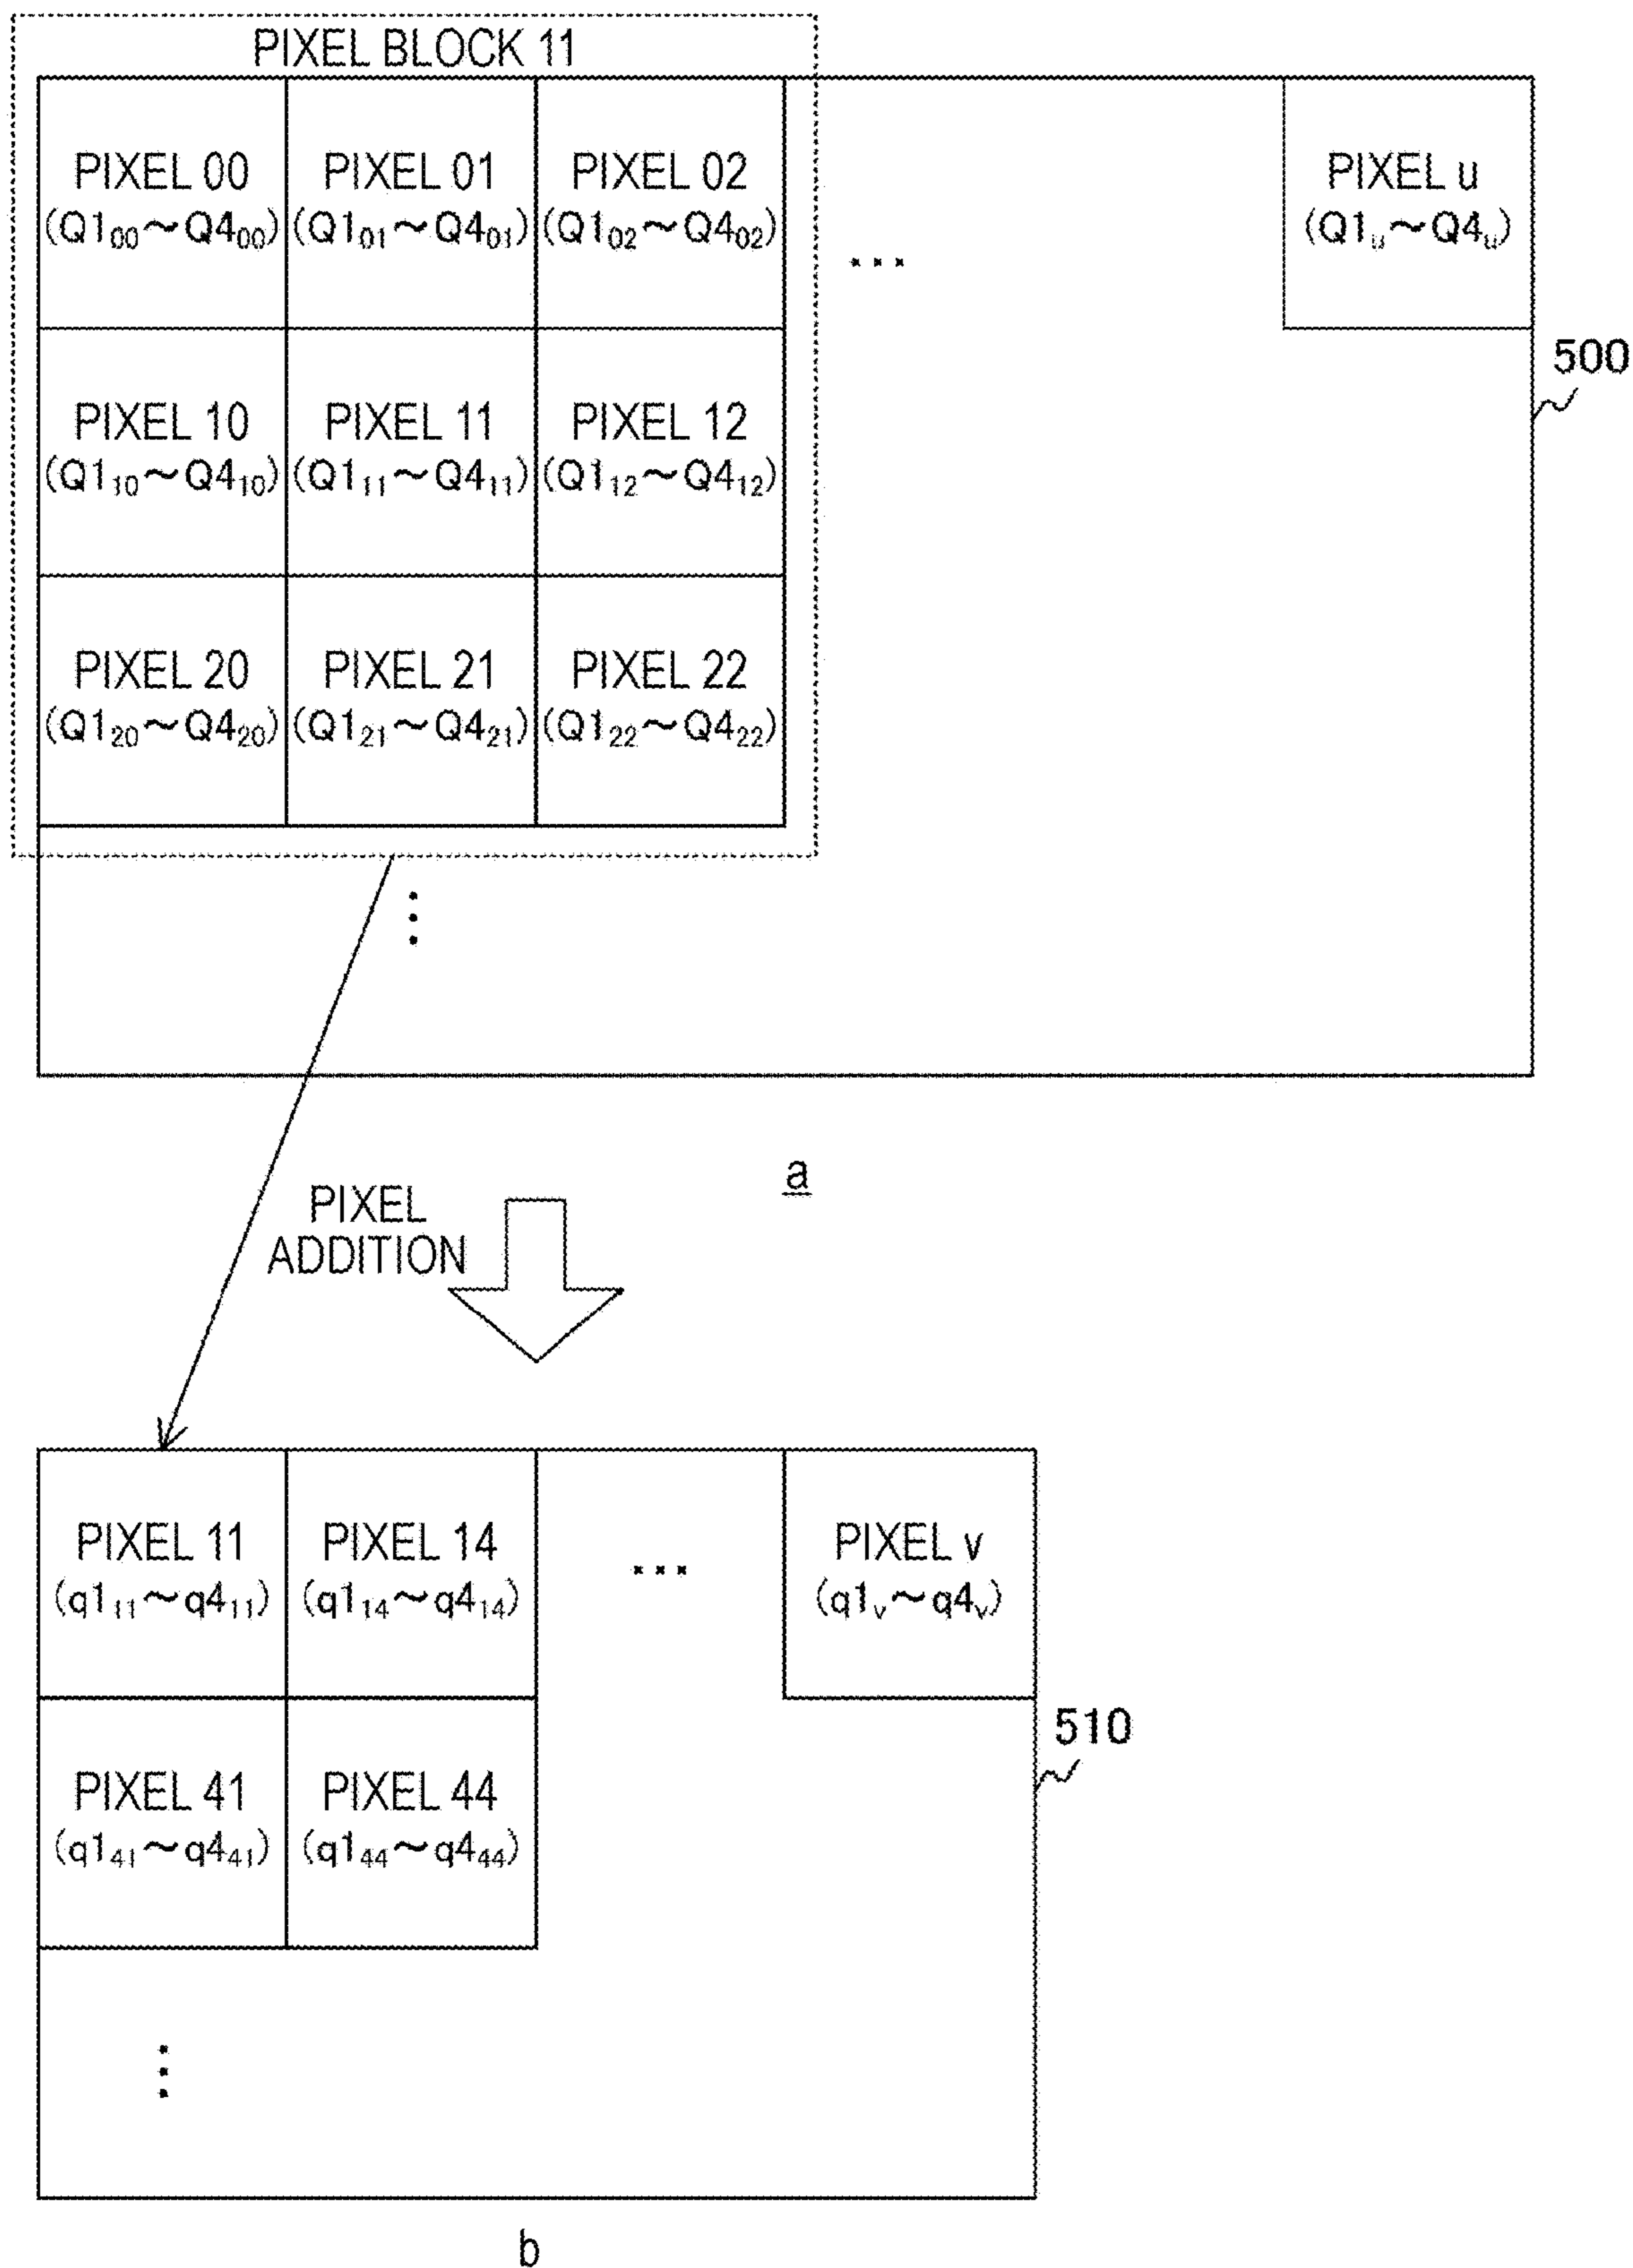 PIXEL BLOCK 11
PIXEL 00 PIXEL 01 PIXEL 02 PIXEL u
(Q1₀₀~Q4₀₀) (Q1₀₁~Q4₀₁) (Q1₀₂~Q4₀₂) (Q1ᵤ~Q4ᵤ)
...
500
PIXEL 10 PIXEL 11 PIXEL 12
(Q1₁₀~Q4₁₀) (Q1₁₁~Q4₁₁) (Q1₁₂~Q4₁₂)
PIXEL 20 PIXEL 21 PIXEL 22
(Q1₂₀~Q4₂₀) (Q1₂₁~Q4₂₁) (Q1₂₂~Q4₂₂)
a
PIXEL
ADDITION
PIXEL 11 PIXEL 14 ... PIXEL v
(q1₁₁~q4₁₁) (q1₁₄~q4₁₄) (q1ᵥ~q4ᵥ)
510
PIXEL 41 PIXEL 44
(q1₄₁~q4₄₁) (q1₄₄~q4₄₄)
b